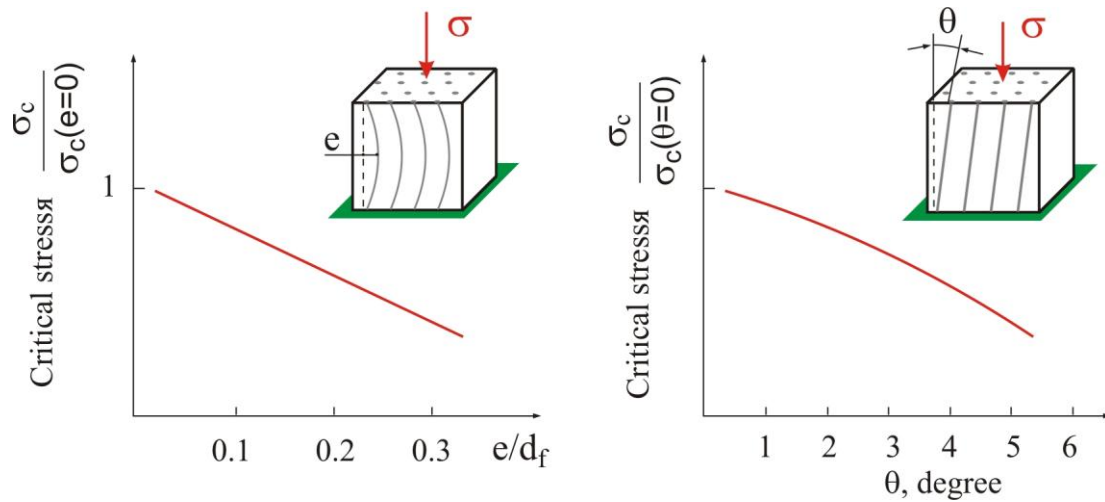 σ
e
σc
σc(e=0)
Critical stressя
1
0.1 0.2 0.3 e/df
θ
σ
σc
σc(θ=0)
Critical stressя
1
1 2 3 4 5 6
θ, degree